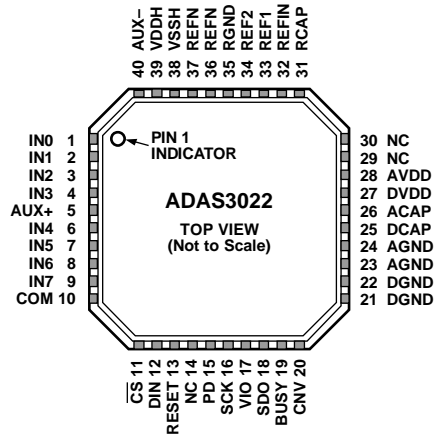 40 AUX–
39 VDDH
38 VSSH
37 REFN
36 REFN
35 RGND
34 REF2
33 REF1
32 REFIN
31 RCAP
IN0 1
IN1 2
IN2 3
IN3 4
AUX+ 5
IN4 6
IN5 7
IN6 8
IN7 9
COM 10
PIN 1
INDICATOR
ADAS3022
TOP VIEW
(Not to Scale)
30 NC
29 NC
28 AVDD
27 DVDD
26 ACAP
25 DCAP
24 AGND
23 AGND
22 DGND
21 DGND
CS 11
DIN 12
RESET 13
NC 14
PD 15
SCK 16
VIO 17
SDO 18
BUSY 19
CNV 20